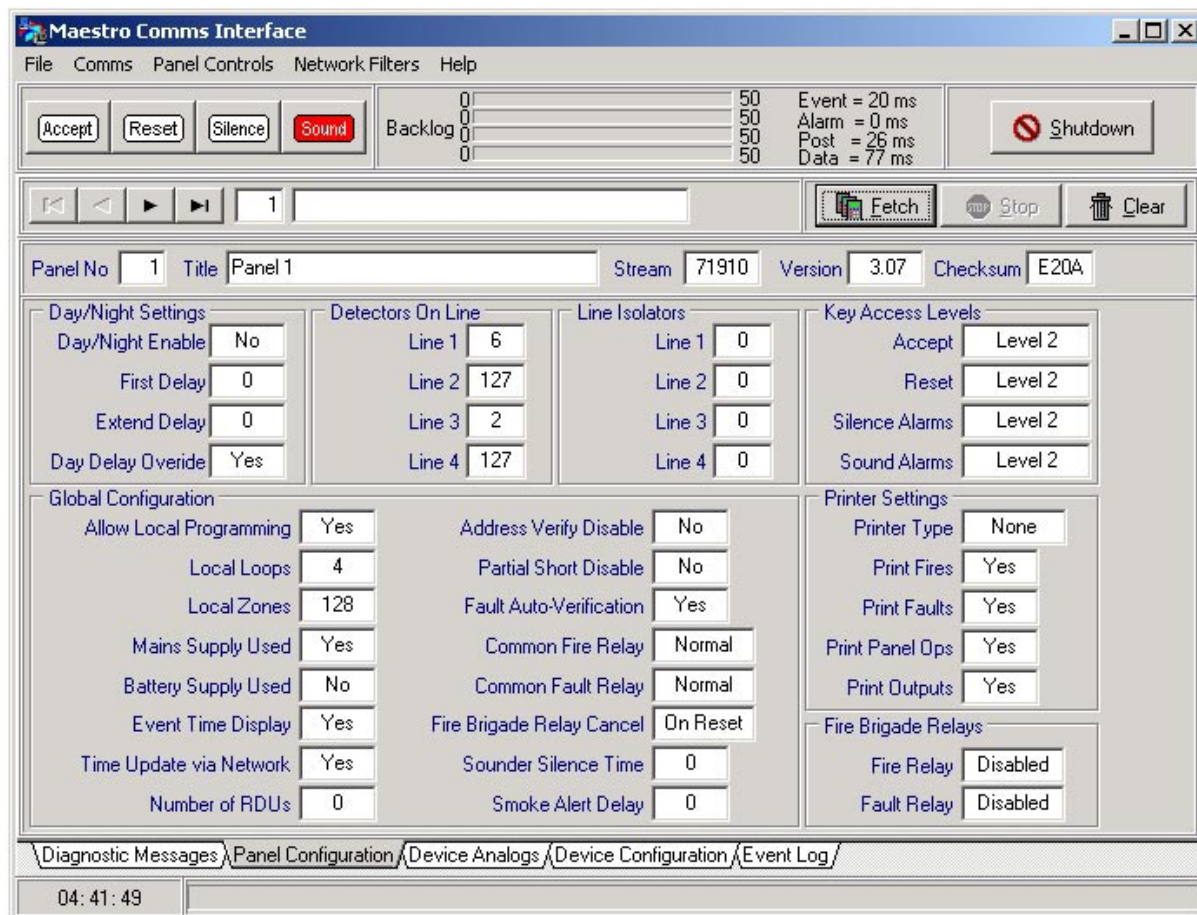 Maestro Comms Interface
File Comms Panel Controls Network Filters Help
Accept Reset Silence Sound
Backlog
0 50
0 50
0 50
0 50
Event = 20 ms
Alarm = 0 ms
Post = 26 ms
Data = 77 ms
Shutdown
1
Fetch STOP Stop Clear
Panel No 1 Title Panel 1 Stream 71910 Version 3.07 Checksum E20A
Day/Night Settings
Day/Night Enable No
First Delay 0
Extend Delay 0
Day Delay Overide Yes
Detectors On Line
Line 1 6
Line 2 127
Line 3 2
Line 4 127
Line Isolators
Line 1 0
Line 2 0
Line 3 0
Line 4 0
Key Access Levels
Accept Level 2
Reset Level 2
Silence Alarms Level 2
Sound Alarms Level 2
Global Configuration
Allow Local Programming Yes
Local Loops 4
Local Zones 128
Mains Supply Used Yes
Battery Supply Used No
Event Time Display Yes
Time Update via Network Yes
Number of RDUs 0
Address Verify Disable No
Partial Short Disable No
Fault Auto-Verification Yes
Common Fire Relay Normal
Common Fault Relay Normal
Fire Brigade Relay Cancel On Reset
Sounder Silence Time 0
Smoke Alert Delay 0
Printer Settings
Printer Type None
Print Fires Yes
Print Faults Yes
Print Panel Ops Yes
Print Outputs Yes
Fire Brigade Relays
Fire Relay Disabled
Fault Relay Disabled
Diagnostic Messages Panel Configuration Device Analogs Device Configuration Event Log
04:41:49